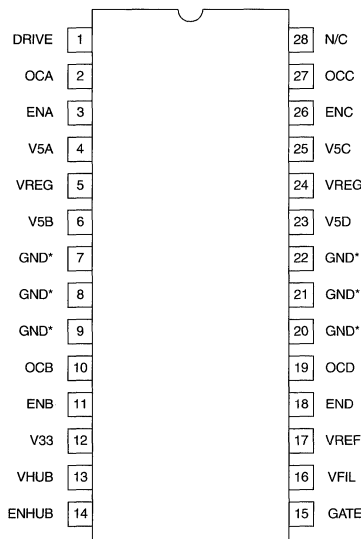 DRIVE 1 28 N/C
OCA 2 27 OCC
ENA 3 26 ENC
V5A 4 25 V5C
VREG 5 24 VREG
V5B 6 23 V5D
GND* 7 22 GND*
GND* 8 21 GND*
GND* 9 20 GND*
OCB 10 19 OCD
ENB 11 18 END
V33 12 17 VREF
VHUB 13 16 VFIL
ENHUB 14 15 GATE